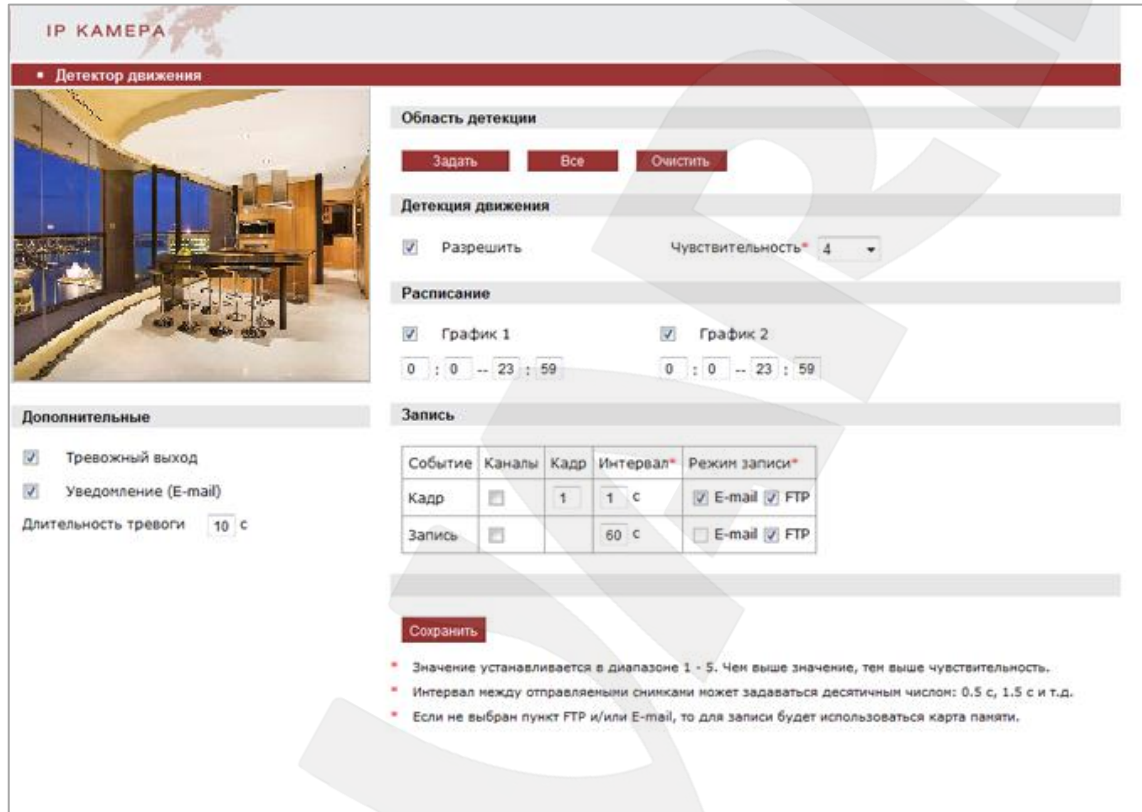 IP КАМЕРА
Детектор движения
Область детекции
Задать Все Очистить
Детекция движения
Разрешить Чувствительность* 4
Расписание
График 1 График 2
0 : 0 -- 23 : 59 0 : 0 -- 23 : 59
Дополнительные
Тревожный выход
Уведомление (E-mail)
Длительность тревоги 10 с
Запись
Событие Каналы Кадр Интервал* Режим записи*
Кадр 1 1 с E-mail FTP
Запись 60 с E-mail FTP
Сохранить
* Значение устанавливается в диапазоне 1 - 5. Чем выше значение, тем выше чувствительность.
* Интервал между отправляемыми снимками может задаваться десятичным числом: 0.5 с, 1.5 с и т.д.
* Если не выбран пункт FTP и/или E-mail, то для записи будет использоваться карта памяти.